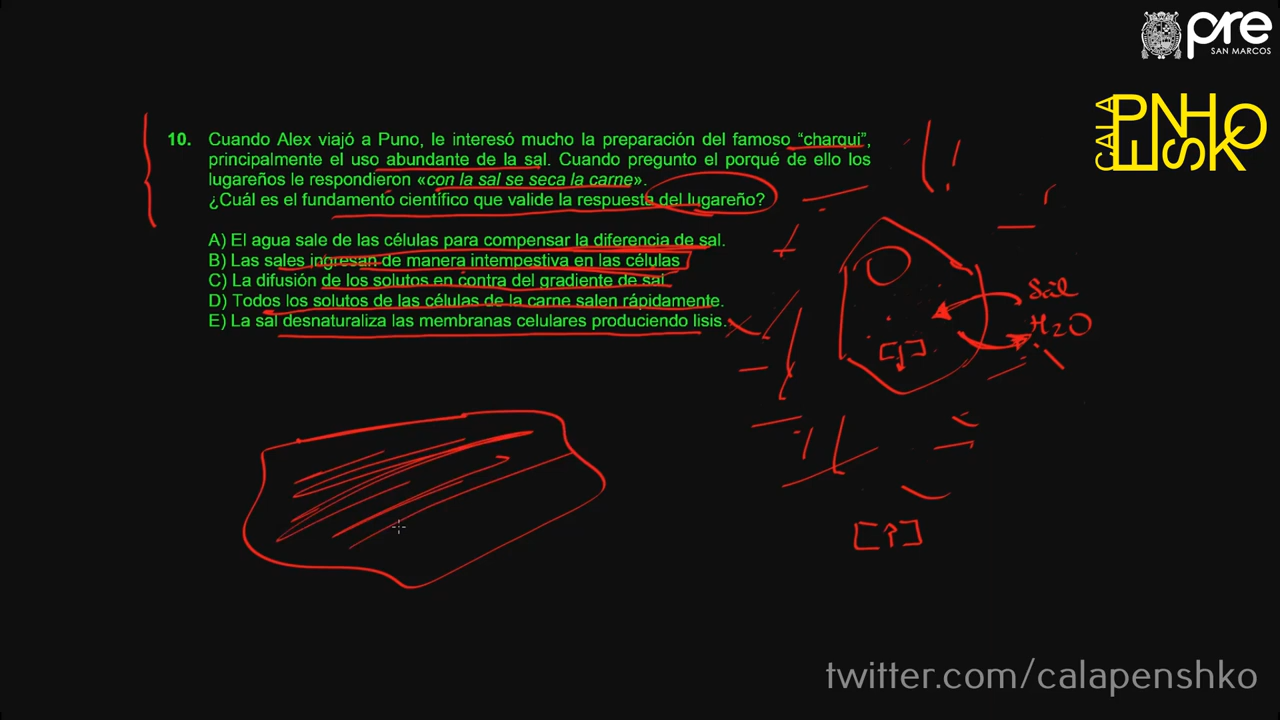 pre
SAN MARCOS
CALA
PENSHKO
10. Cuando Alex viajó a Puno, le interesó mucho la preparación del famoso “charqui”,
principalmente el uso abundante de la sal. Cuando pregunto el porqué de ello los
lugareños le respondieron «con la sal se seca la carne».
¿Cuál es el fundamento científico que valide la respuesta del lugareño?
A) El agua sale de las células para compensar la diferencia de sal.
B) Las sales ingresan de manera intempestiva en las células
C) La difusión de los solutos en contra del gradiente de sal
D) Todos los solutos de las células de la carne salen rápidamente.
E) La sal desnaturaliza las membranas celulares produciendo lisis.
Sal
H2O
[↓]
[↑]
twitter.com/calapenshko